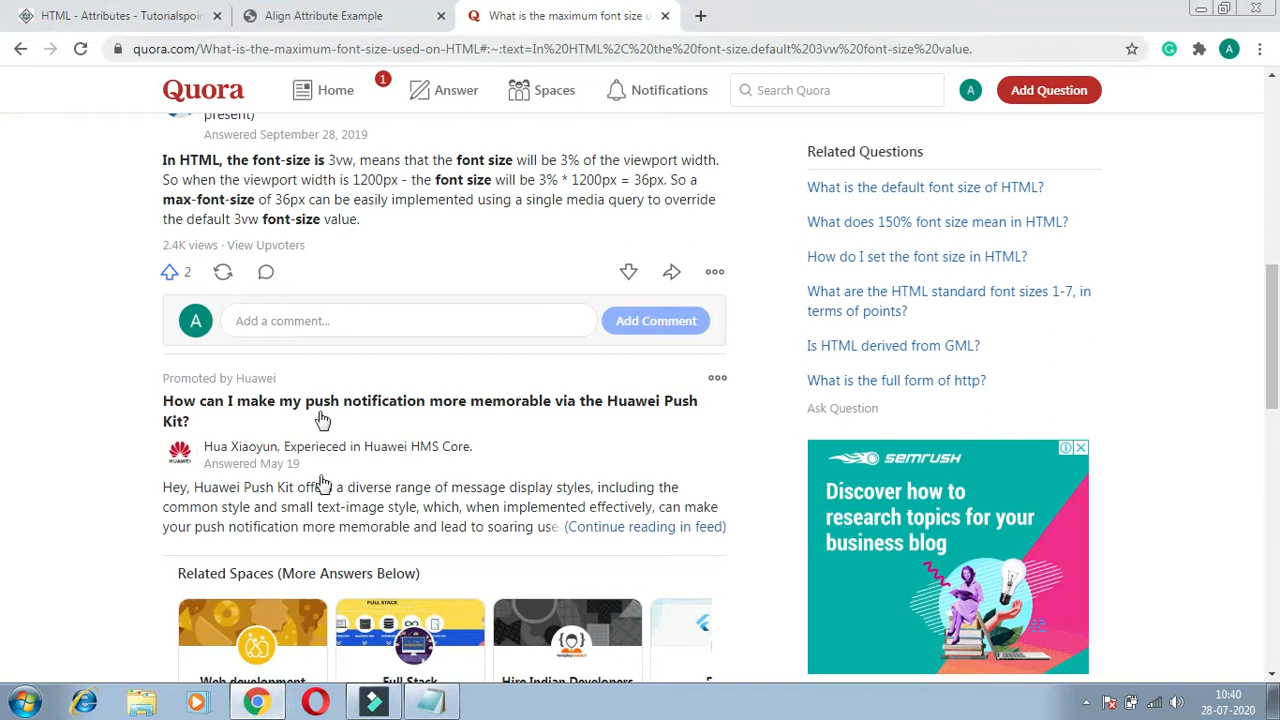 HTML - Attributes - Tutorialspoint
Align Attribute Example
What is the maximum font size u
quora.com/What-is-the-maximum-font-size-used-on-HTML#:~:text=In%20HTML%2C%20the%20font-size,default%203vw%20font-size%20value.
A
Quora
Home
1
Answer
Spaces
Notifications
Search Quora
A
Add Question
present)
Answered September 28, 2019
In HTML, the font-size is 3vw, means that the font size will be 3% of the viewport width.
So when the viewport width is 1200px - the font size will be 3% * 1200px = 36px. So a
max-font-size of 36px can be easily implemented using a single media query to override
the default 3vw font-size value.
2.4K views · View Upvoters
2
A
Add a comment...
Add Comment
Promoted by Huawei
How can I make my push notification more memorable via the Huawei Push
Kit?
HUAWEI
Hua Xiaoyun, Experieced in Huawei HMS Core.
Answered May 19
Hey, Huawei Push Kit offers a diverse range of message display styles, including the
common style and small text-image style, which, when implemented effectively, can make
your push notification more memorable and lead to soaring use (Continue reading in feed)
Related Spaces (More Answers Below)
FULL STACK
Web development
Full Stack
Hire Indian Developers
Related Questions
What is the default font size of HTML?
What does 150% font size mean in HTML?
How do I set the font size in HTML?
What are the HTML standard font sizes 1-7, in
terms of points?
Is HTML derived from GML?
What is the full form of http?
Ask Question
SEMRUSH
Discover how to
research topics for your
business blog
10:40
28-07-2020